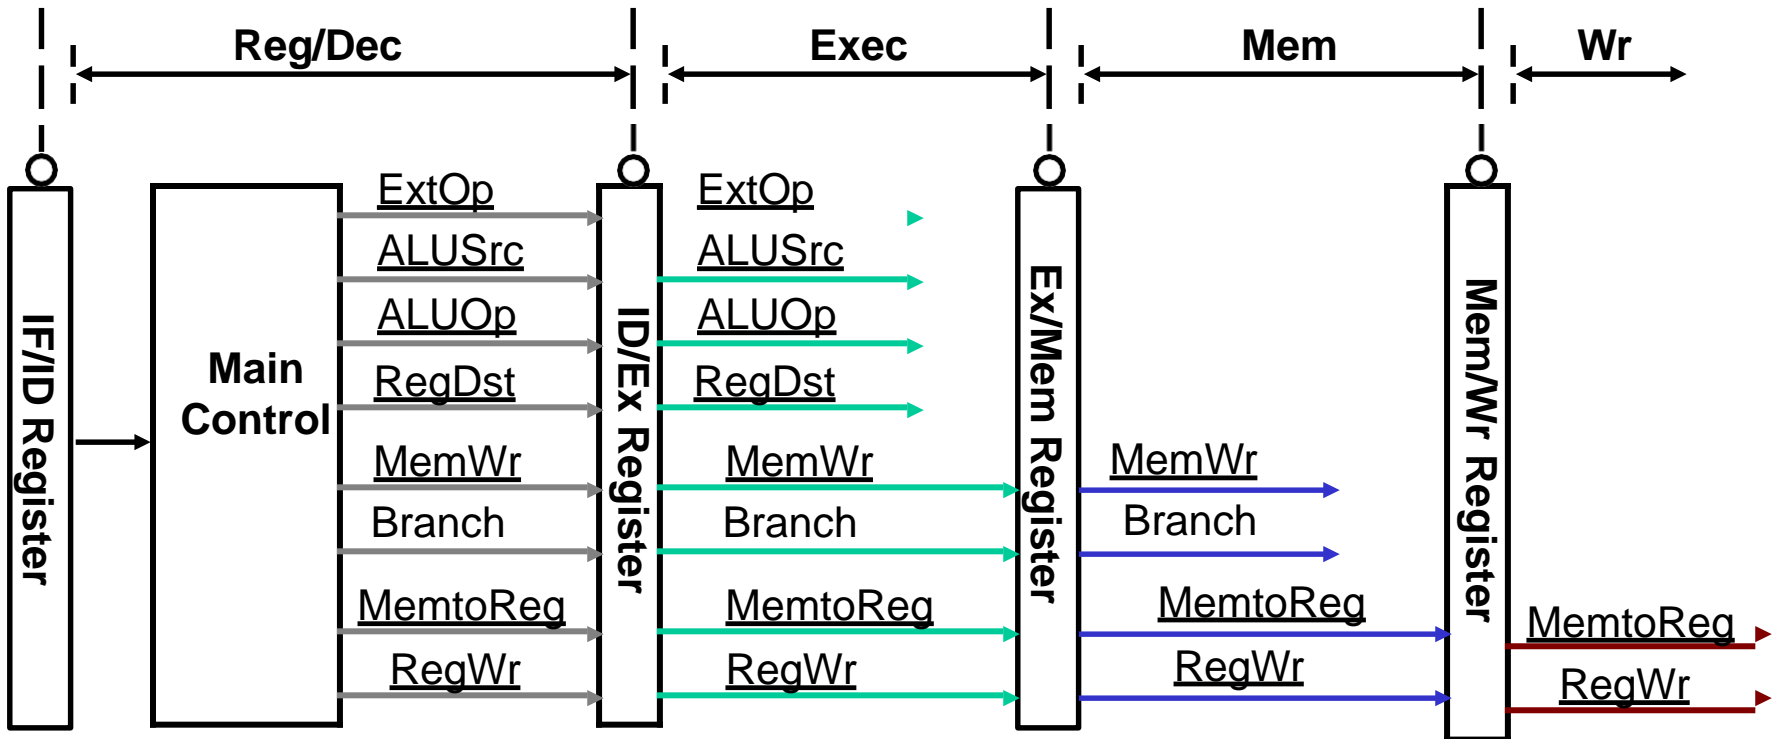 Reg/Dec
Exec
Mem
Wr
IF/ID Register
Main
Control
ExtOp
ALUSrc
ALUOp
RegDst
MemWr
Branch
MemtoReg
RegWr
ID/Ex Register
ExtOp
ALUSrc
ALUOp
RegDst
MemWr
Branch
MemtoReg
RegWr
Ex/Mem Register
MemWr
Branch
MemtoReg
RegWr
Mem/Wr Register
MemtoReg
RegWr